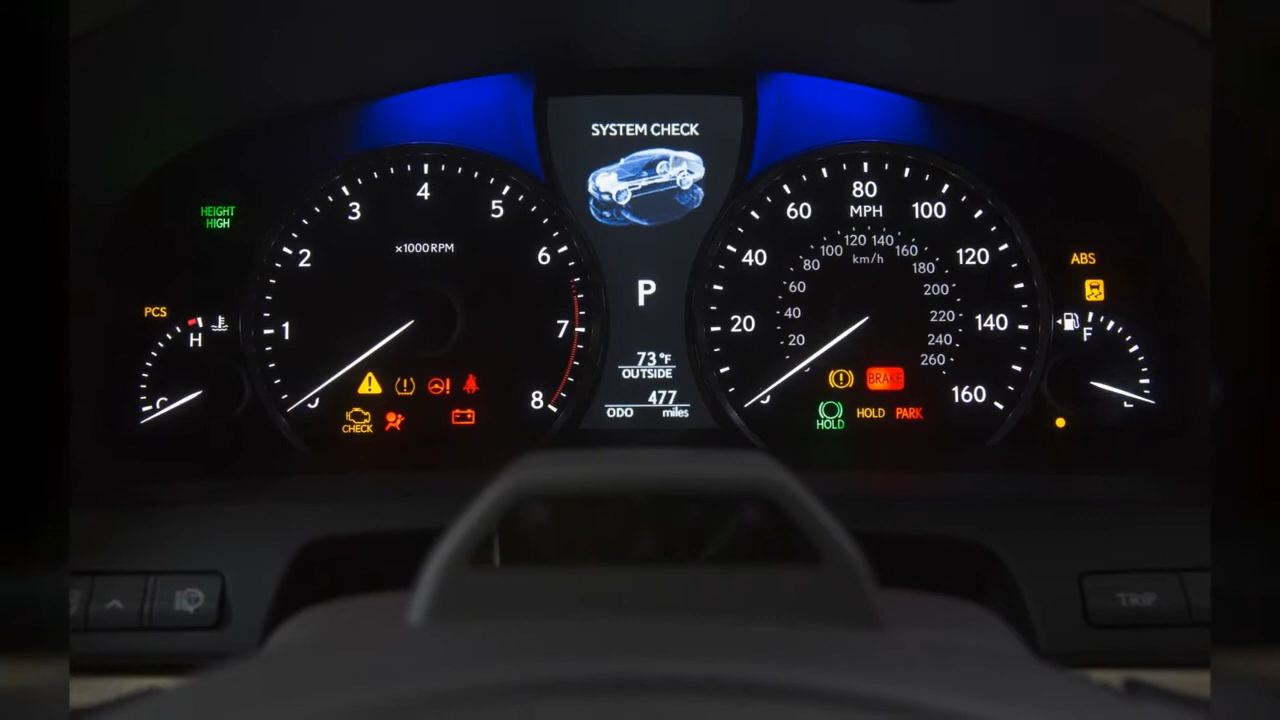 SYSTEM CHECK
HEIGHT
HIGH
PCS
H
C
1
2
3
4
5
6
7
8
x1000RPM
CHECK
P
73°F
OUTSIDE
477
ODO miles
20
40
60
80
100
120
140
160
MPH
km/h
20
40
60
80
100
120
140
160
180
200
220
240
260
BRAKE
HOLD
HOLD
PARK
ABS
F
TRIP